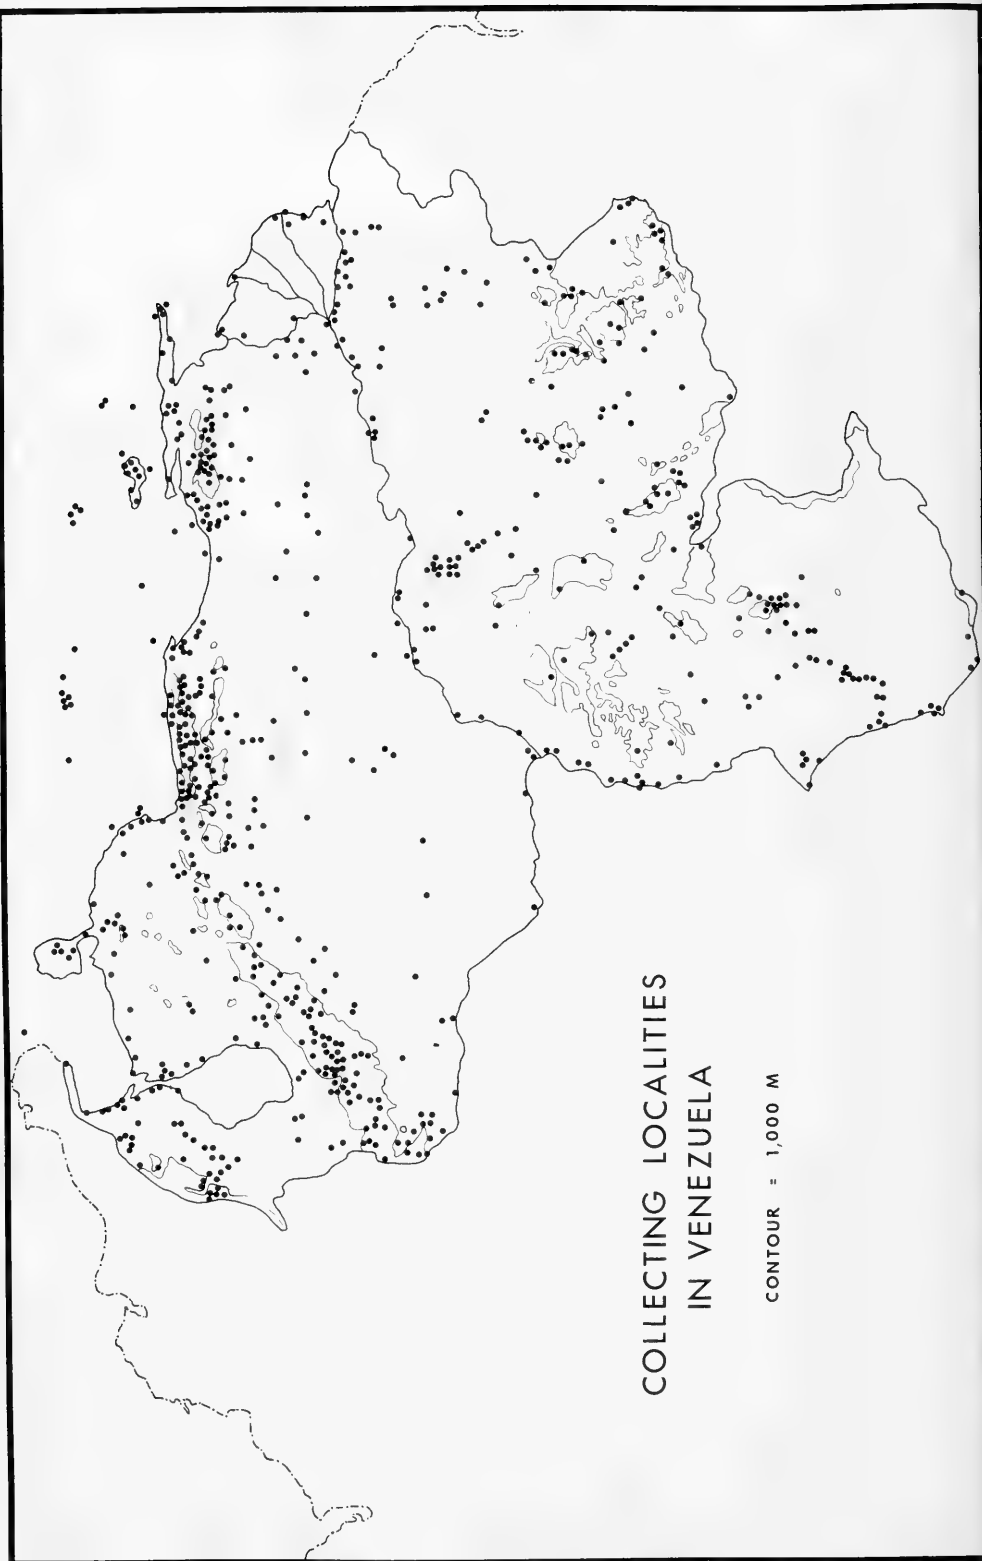 COLLECTING LOCALITIES
IN VENEZUELA
CONTOUR = 1,000 M